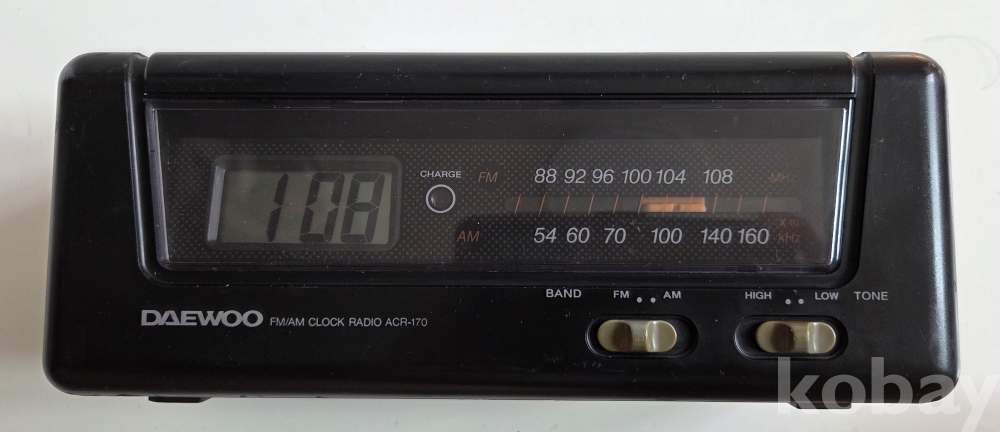 1:08
CHARGE
FM 88 92 96 100 104 108 MHz
AM 54 60 70 100 140 160 X10 kHz
BAND FM AM HIGH LOW TONE
DAEWOO FM/AM CLOCK RADIO ACR-170
kobay